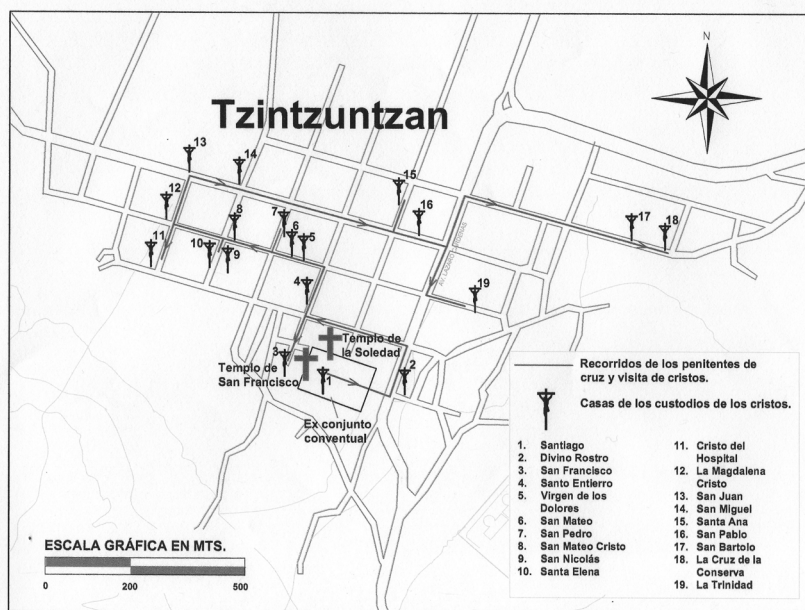 N
Tzintzuntzan
13
14
15
12
16
7
8
6
5
17
18
11
10
9
4
19
AV. LAZARO CARDENAS
Templo de
la Soledad
3
Templo de
San Francisco
1
2
Ex conjunto
conventual
Recorridos de los penitentes de
cruz y visita de cristos.
Casas de los custodios de los cristos.
1. Santiago
2. Divino Rostro
3. San Francisco
4. Santo Entierro
5. Virgen de los
Dolores
6. San Mateo
7. San Pedro
8. San Mateo Cristo
9. San Nicolás
10. Santa Elena
11. Cristo del
Hospital
12. La Magdalena
Cristo
13. San Juan
14. San Miguel
15. Santa Ana
16. San Pablo
17. San Bartolo
18. La Cruz de la
Conserva
19. La Trinidad
ESCALA GRÁFICA EN MTS.
0 200 500